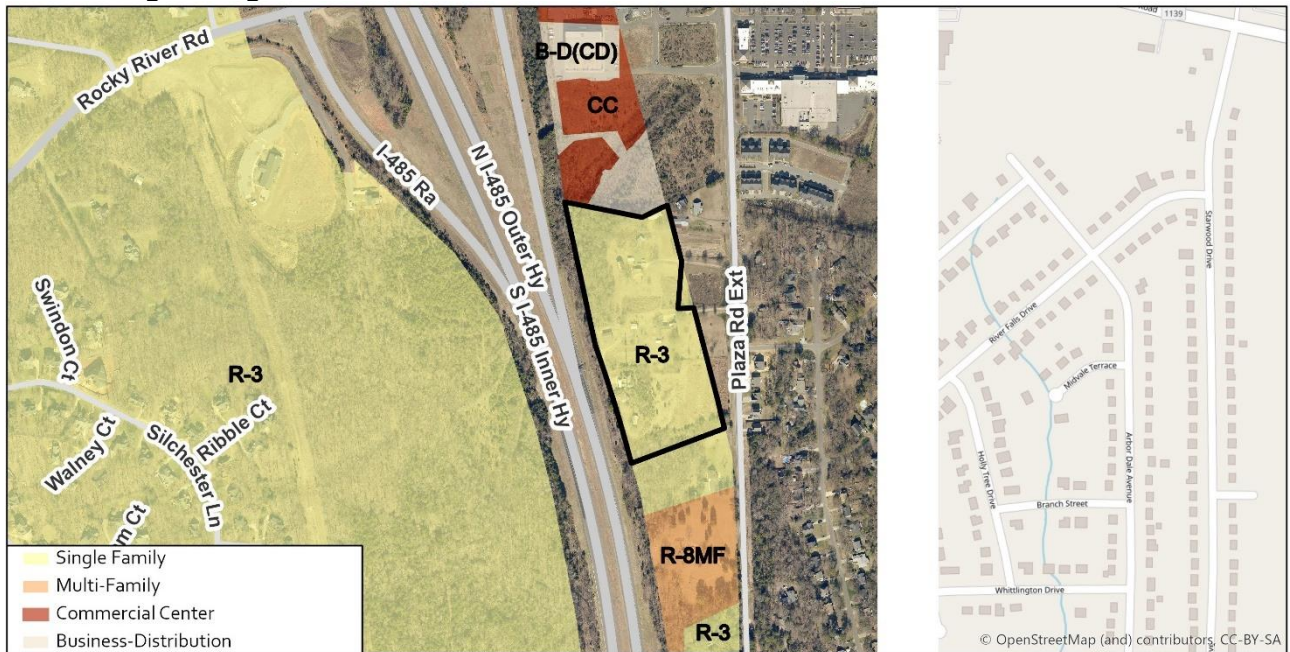 Rocky River Rd
B-D(CD)
CC
I-485 Ra
N I-485 Outer Hy
S I-485 Inner Hy
Plaza Rd Ext
R-3
Swindon Ct
R-3
Walney Ct
Silchester Ln
Ribble Ct
m Ct
R-8MF
R-3
Single Family
Multi-Family
Commercial Center
Business-Distribution
Road
1139
Starwood Drive
River Falls Drive
Midvale Terrace
Holly Tree Drive
Arbor Dale Avenue
Branch Street
Whittlington Drive
© OpenStreetMap (and) contributors, CC-BY-SA